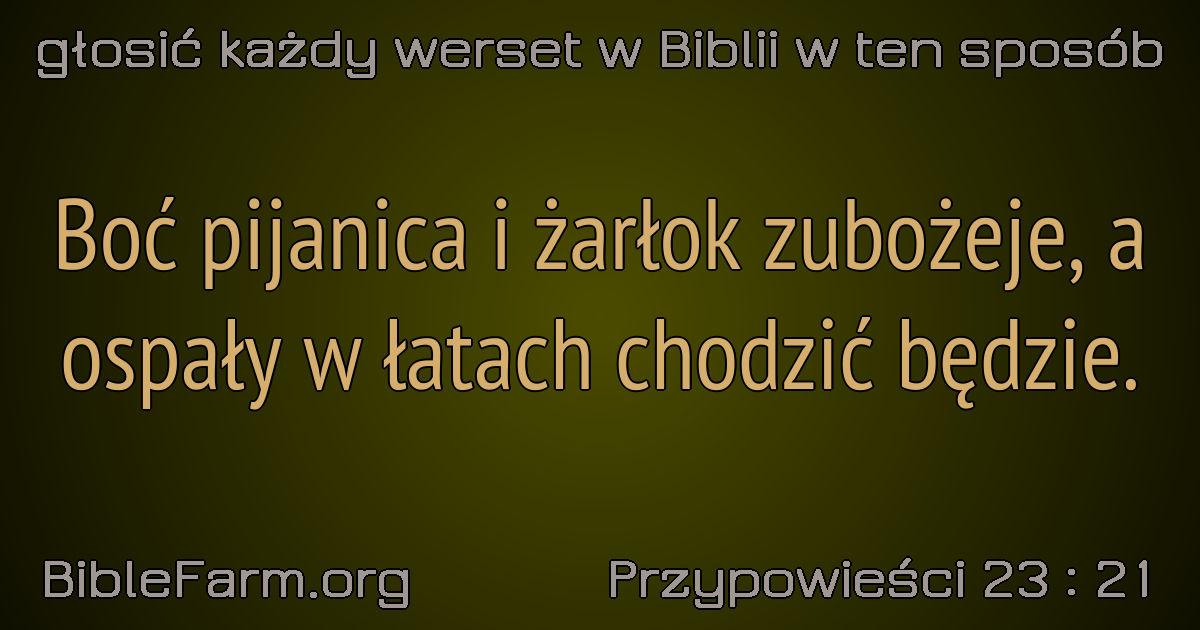 głosić każdy werset w Biblii w ten sposób
Boć pijanica i żarłok zubożeje, a
ospały w łatach chodzić będzie.
BibleFarm.org
Przypowieści 23 : 21